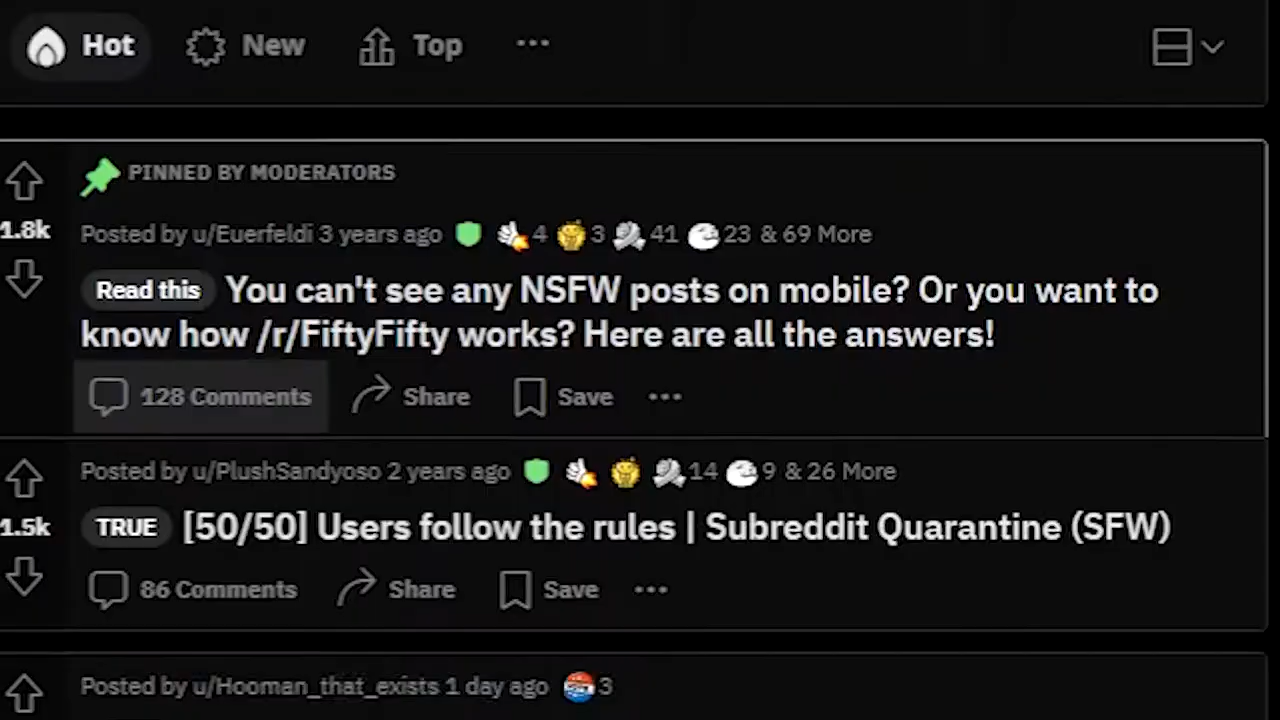 Hot New Top ...
PINNED BY MODERATORS
1.8k
Posted by u/Euerfeldi 3 years ago 4 3 41 23 & 69 More
Read this You can't see any NSFW posts on mobile? Or you want to
know how /r/FiftyFifty works? Here are all the answers!
128 Comments Share Save ...
Posted by u/PlushSandyoso 2 years ago 14 9 & 26 More
1.5k TRUE [50/50] Users follow the rules | Subreddit Quarantine (SFW)
86 Comments Share Save ...
Posted by u/Hooman_that_exists 1 day ago 3